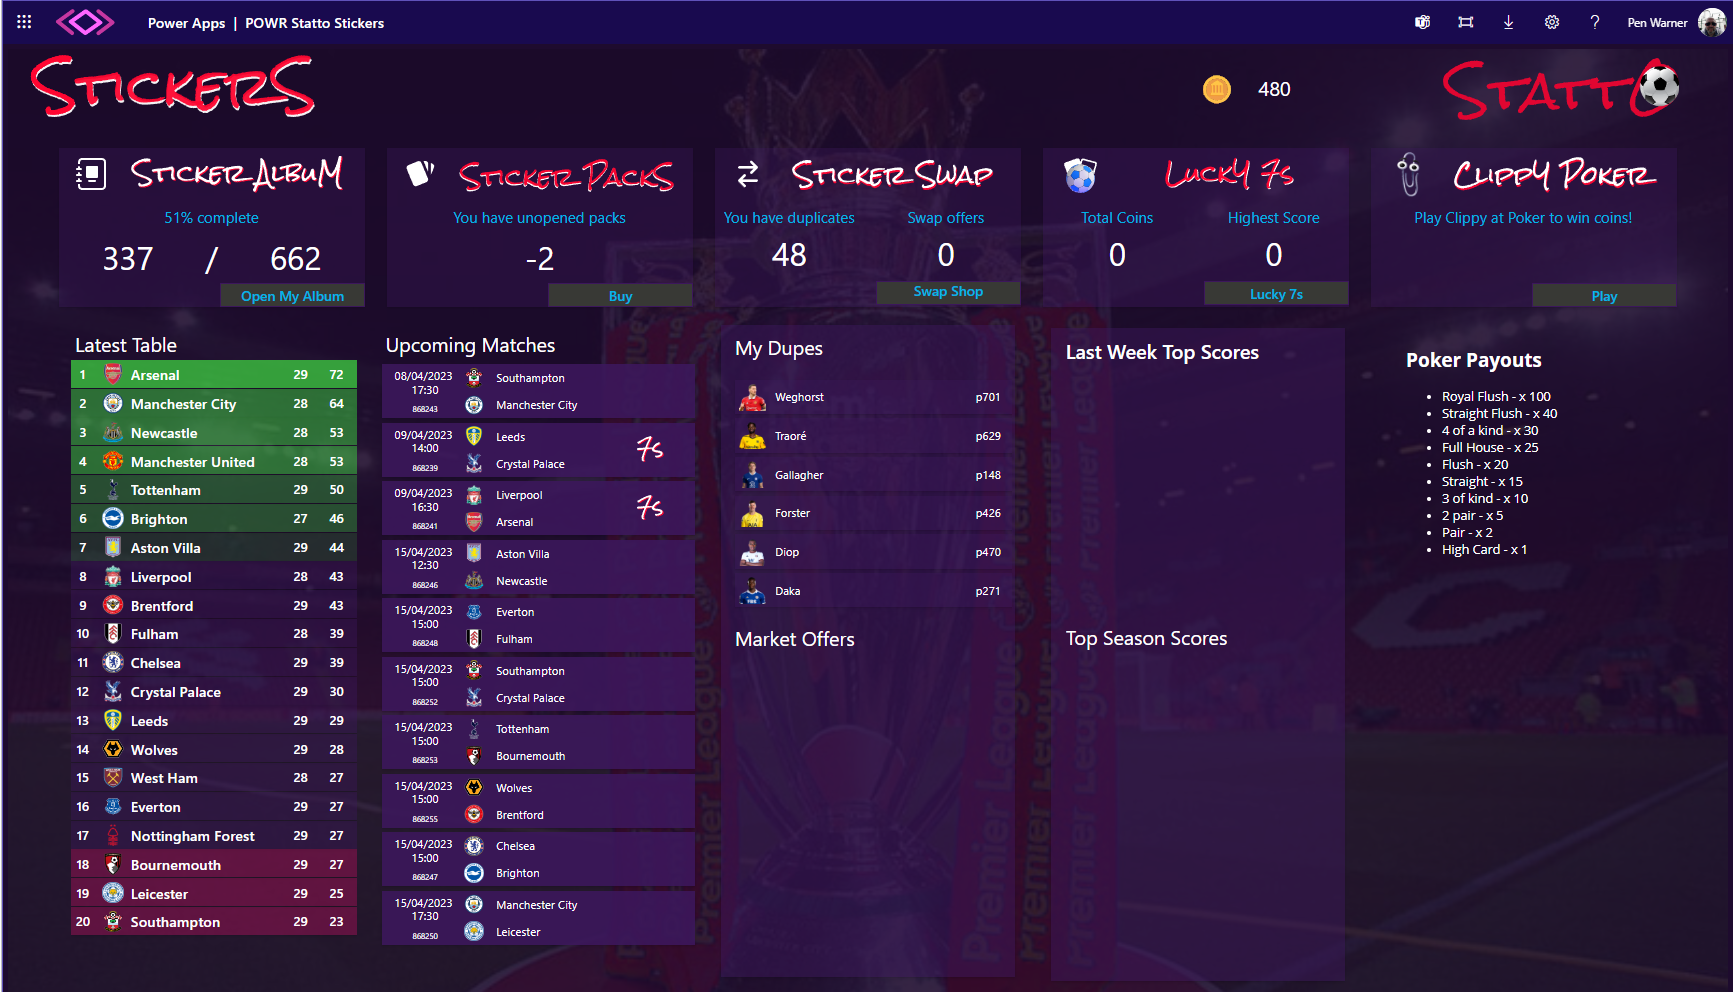 Power Apps | POWR Statto Stickers
? Pen Warner
Stickers
480
Statto
Sticker Album
51% complete
337 / 662
Open My Album
Sticker Packs
You have unopened packs
-2
Buy
Sticker Swap
You have duplicates Swap offers
48 0
Swap Shop
Lucky 7s
Total Coins Highest Score
0 0
Lucky 7s
Clippy Poker
Play Clippy at Poker to win coins!
Play
Latest Table
1 Arsenal 29 72
2 Manchester City 28 64
3 Newcastle 28 53
4 Manchester United 28 53
5 Tottenham 29 50
6 Brighton 27 46
7 Aston Villa 29 44
8 Liverpool 28 43
9 Brentford 29 43
10 Fulham 28 39
11 Chelsea 29 39
12 Crystal Palace 29 30
13 Leeds 29 29
14 Wolves 29 28
15 West Ham 28 27
16 Everton 29 27
17 Nottingham Forest 29 27
18 Bournemouth 29 27
19 Leicester 29 25
20 Southampton 29 23
Upcoming Matches
08/04/2023 Southampton
17:30
868243 Manchester City
09/04/2023 Leeds
14:00 7s
868239 Crystal Palace
09/04/2023 Liverpool
16:30 7s
868241 Arsenal
15/04/2023 Aston Villa
12:30
868246 Newcastle
15/04/2023 Everton
15:00
868248 Fulham
15/04/2023 Southampton
15:00
868252 Crystal Palace
15/04/2023 Tottenham
15:00
868253 Bournemouth
15/04/2023 Wolves
15:00
868255 Brentford
15/04/2023 Chelsea
15:00
868247 Brighton
15/04/2023 Manchester City
17:30
868250 Leicester
My Dupes
Weghorst p701
Traoré p629
Gallagher p148
Forster p426
Diop p470
Daka p271
Market Offers
Last Week Top Scores
Top Season Scores
Poker Payouts
• Royal Flush - x 100
• Straight Flush - x 40
• 4 of a kind - x 30
• Full House - x 25
• Flush - x 20
• Straight - x 15
• 3 of kind - x 10
• 2 pair - x 5
• Pair - x 2
• High Card - x 1
Premier League
Premier League
Premier League
Premier League